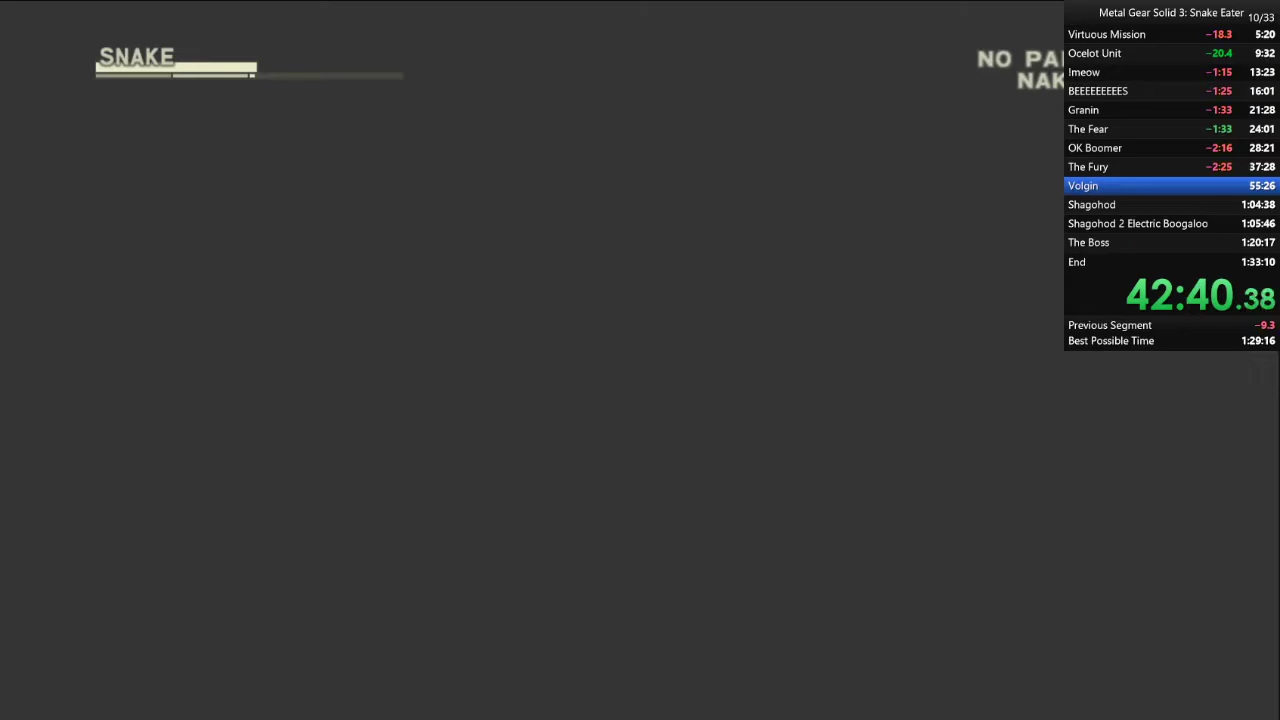 SNAKE
NO PA
NAK
Metal Gear Solid 3: Snake Eater
10/33
Virtuous Mission −18.3 5:20
Ocelot Unit −20.4 9:32
!meow −1:15 13:23
BEEEEEEEEES −1:25 16:01
Granin −1:33 21:28
The Fear −1:33 24:01
OK Boomer −2:16 28:21
The Fury −2:25 37:28
Volgin 55:26
Shagohod 1:04:38
Shagohod 2 Electric Boogaloo 1:05:46
The Boss 1:20:17
End 1:33:10
42:40.38
Previous Segment −9.3
Best Possible Time 1:29:16